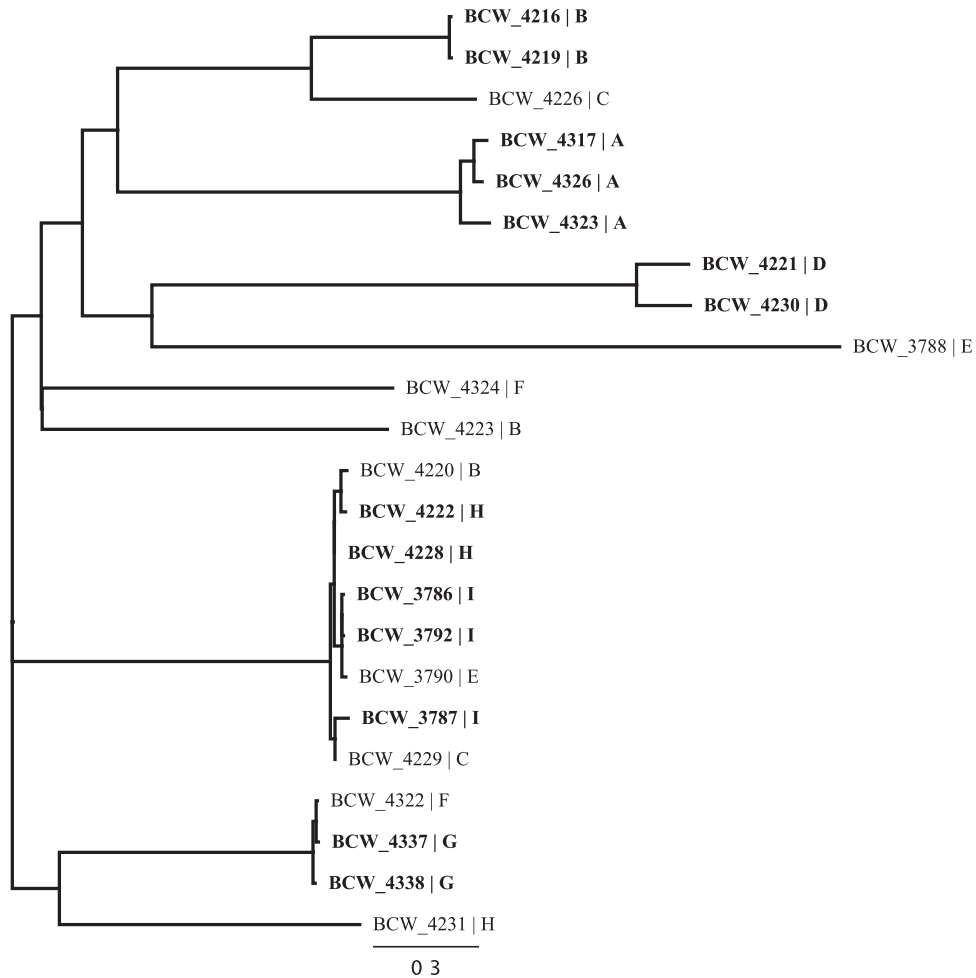 BCW_4216 | B
BCW_4219 | B
BCW_4226 | C
BCW_4317 | A
BCW_4326 | A
BCW_4323 | A
BCW_4221 | D
BCW_4230 | D
BCW_3788 | E
BCW_4324 | F
BCW_4223 | B
BCW_4220 | B
BCW_4222 | H
BCW_4228 | H
BCW_3786 | I
BCW_3792 | I
BCW_3790 | E
BCW_3787 | I
BCW_4229 | C
BCW_4322 | F
BCW_4337 | G
BCW_4338 | G
BCW_4231 | H
0 3